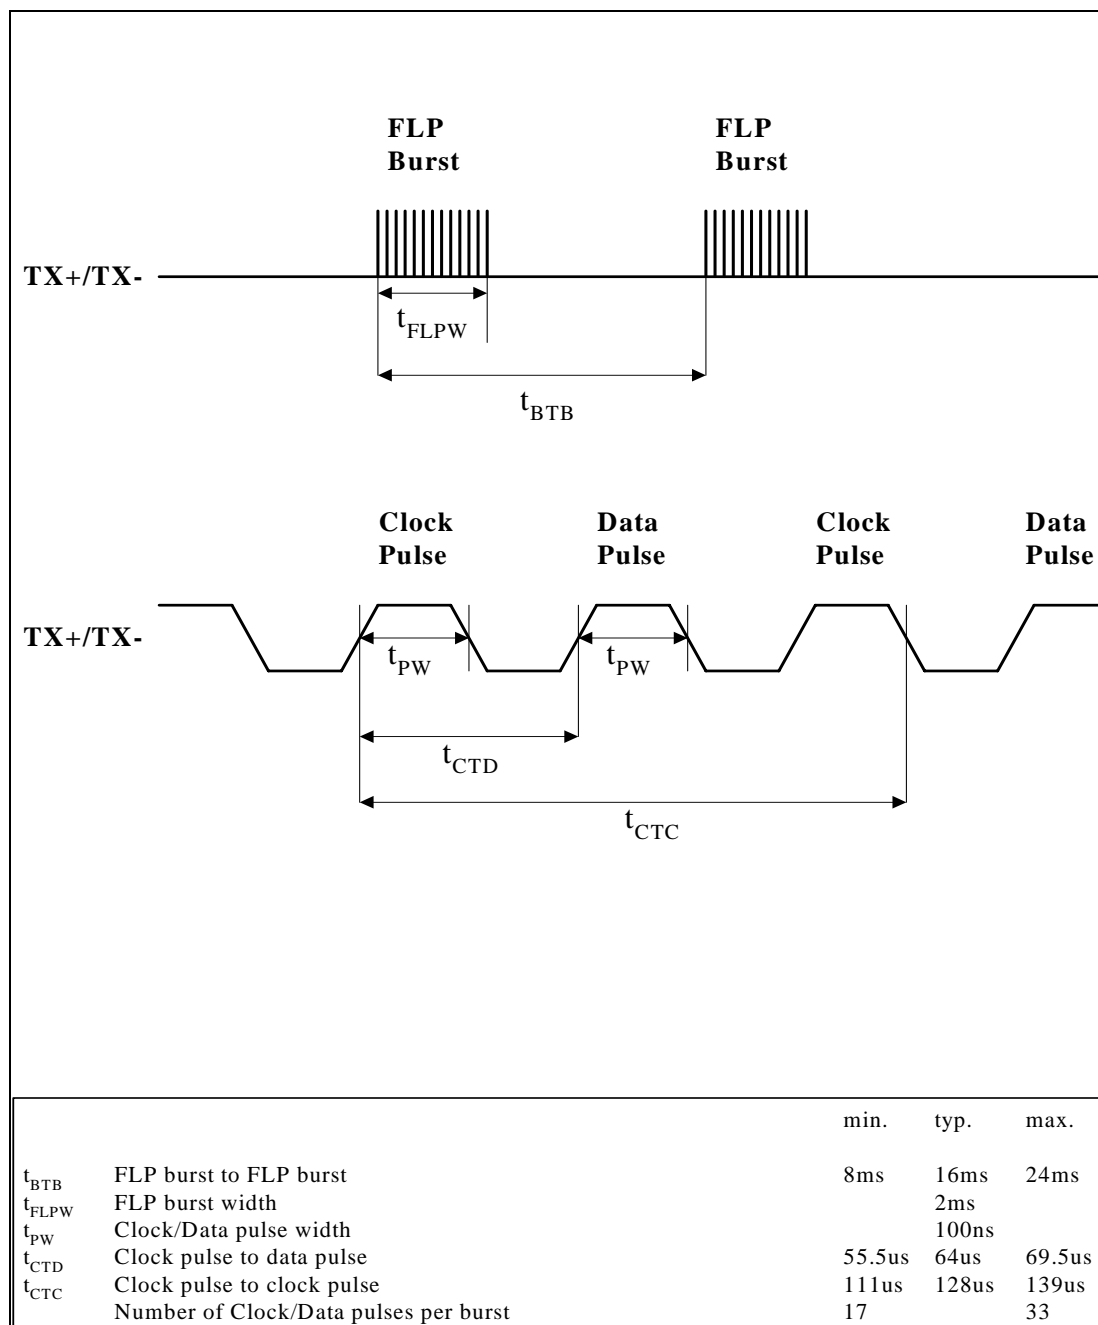 FLP Burst FLP Burst
TX+/TX-
tFLPW
tBTB
Clock Pulse Data Pulse Clock Pulse Data Pulse
TX+/TX-
tPW tPW
tCTD
tCTC
min. typ. max.
tBTB FLP burst to FLP burst 8ms 16ms 24ms
tFLPW FLP burst width 2ms
tPW Clock/Data pulse width 100ns
tCTD Clock pulse to data pulse 55.5us 64us 69.5us
tCTC Clock pulse to clock pulse 111us 128us 139us
Number of Clock/Data pulses per burst 17 33